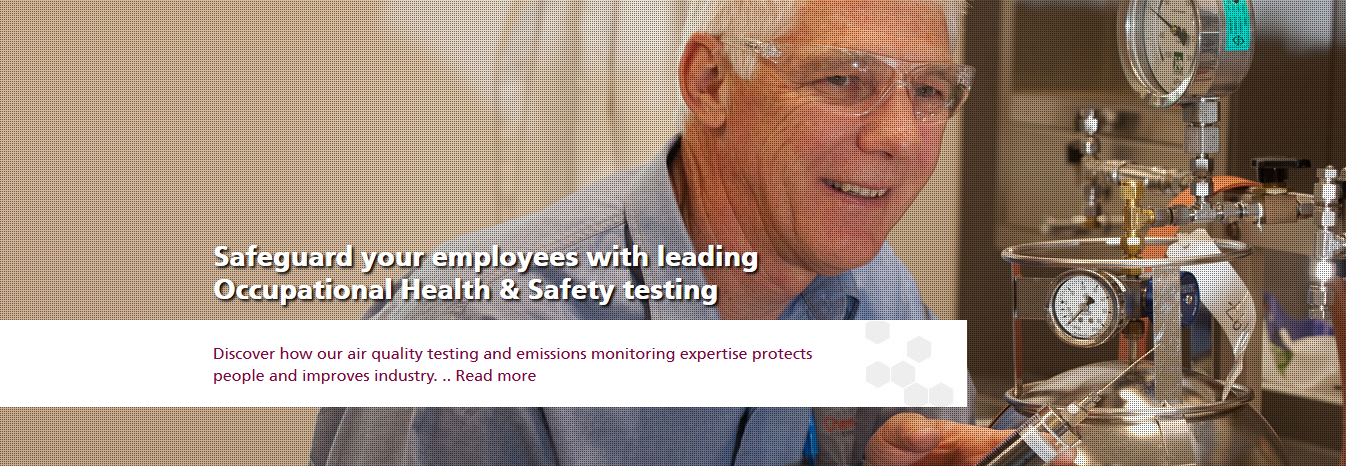 Safeguard your employees with leading
Occupational Health & Safety testing
Discover how our air quality testing and emissions monitoring expertise protects
people and improves industry. .. Read more